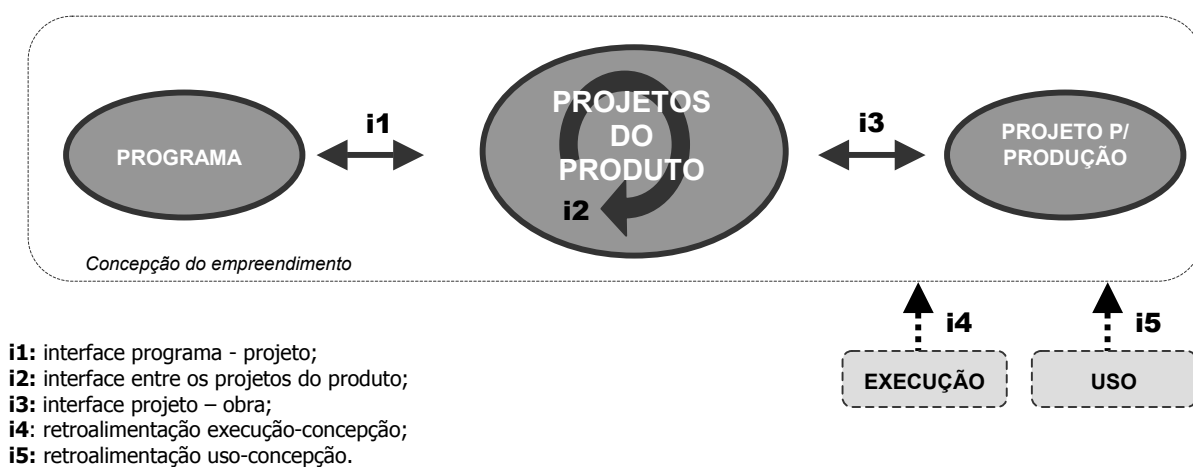 i1
i3
PROGRAMA
PROJETOS
DO
PRODUTO
i2
PROJETO P/
PRODUÇÃO
Concepção do empreendimento
i4
i5
EXECUÇÃO
USO
i1: interface programa - projeto;
i2: interface entre os projetos do produto;
i3: interface projeto – obra;
i4: retroalimentação execução-concepção;
i5: retroalimentação uso-concepção.